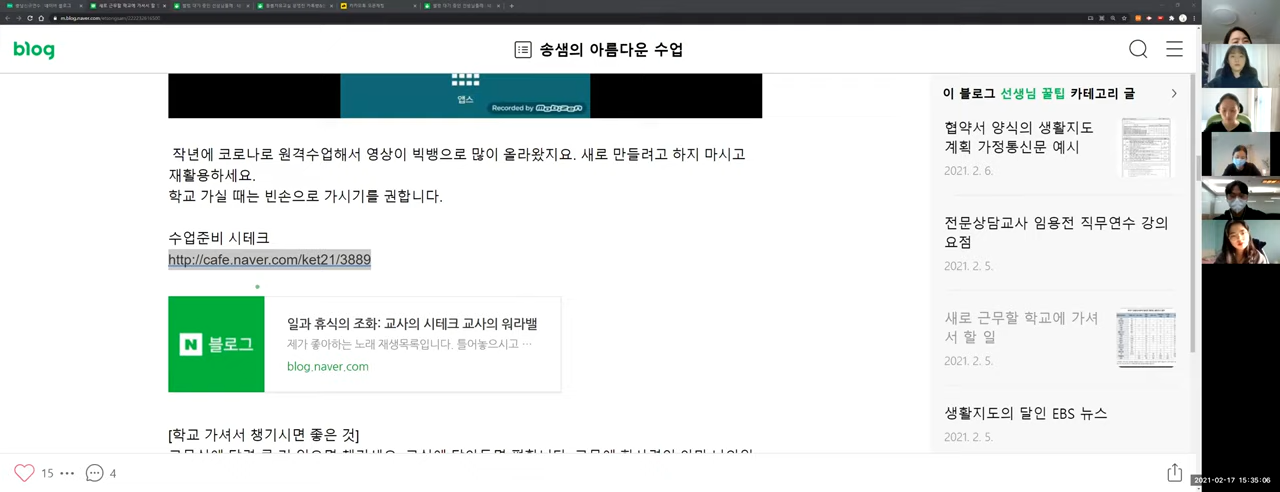 m.blog.naver.com
blog
송샘의 아름다운 수업
앱스
Recorded by MOBIZEN
작년에 코로나로 원격수업해서 영상이 빅뱅으로 많이 올라왔지요. 새로 만들려고 하지 마시고
재활용하세요.
학교 가실 때는 빈손으로 가시기를 권합니다.
수업준비 시테크
http://cafe.naver.com/ket21/3889
N 블로그
일과 휴식의 조화: 교사의 시테크 교사의 워라밸
제가 좋아하는 노래 재생목록입니다. 틀어놓으시고 ...
blog.naver.com
[학교 가셔서 챙기시면 좋은 것]
15
4
이 블로그 선생님 꿀팁 카테고리 글
협약서 양식의 생활지도
계획 가정통신문 예시
2021. 2. 6.
전문상담교사 임용전 직무연수 강의
요점
2021. 2. 5.
새로 근무할 학교에 가셔
서 할 일
2021. 2. 5.
생활지도의 달인 EBS 뉴스
2021. 2. 5.
2021-02-17 15:35:06